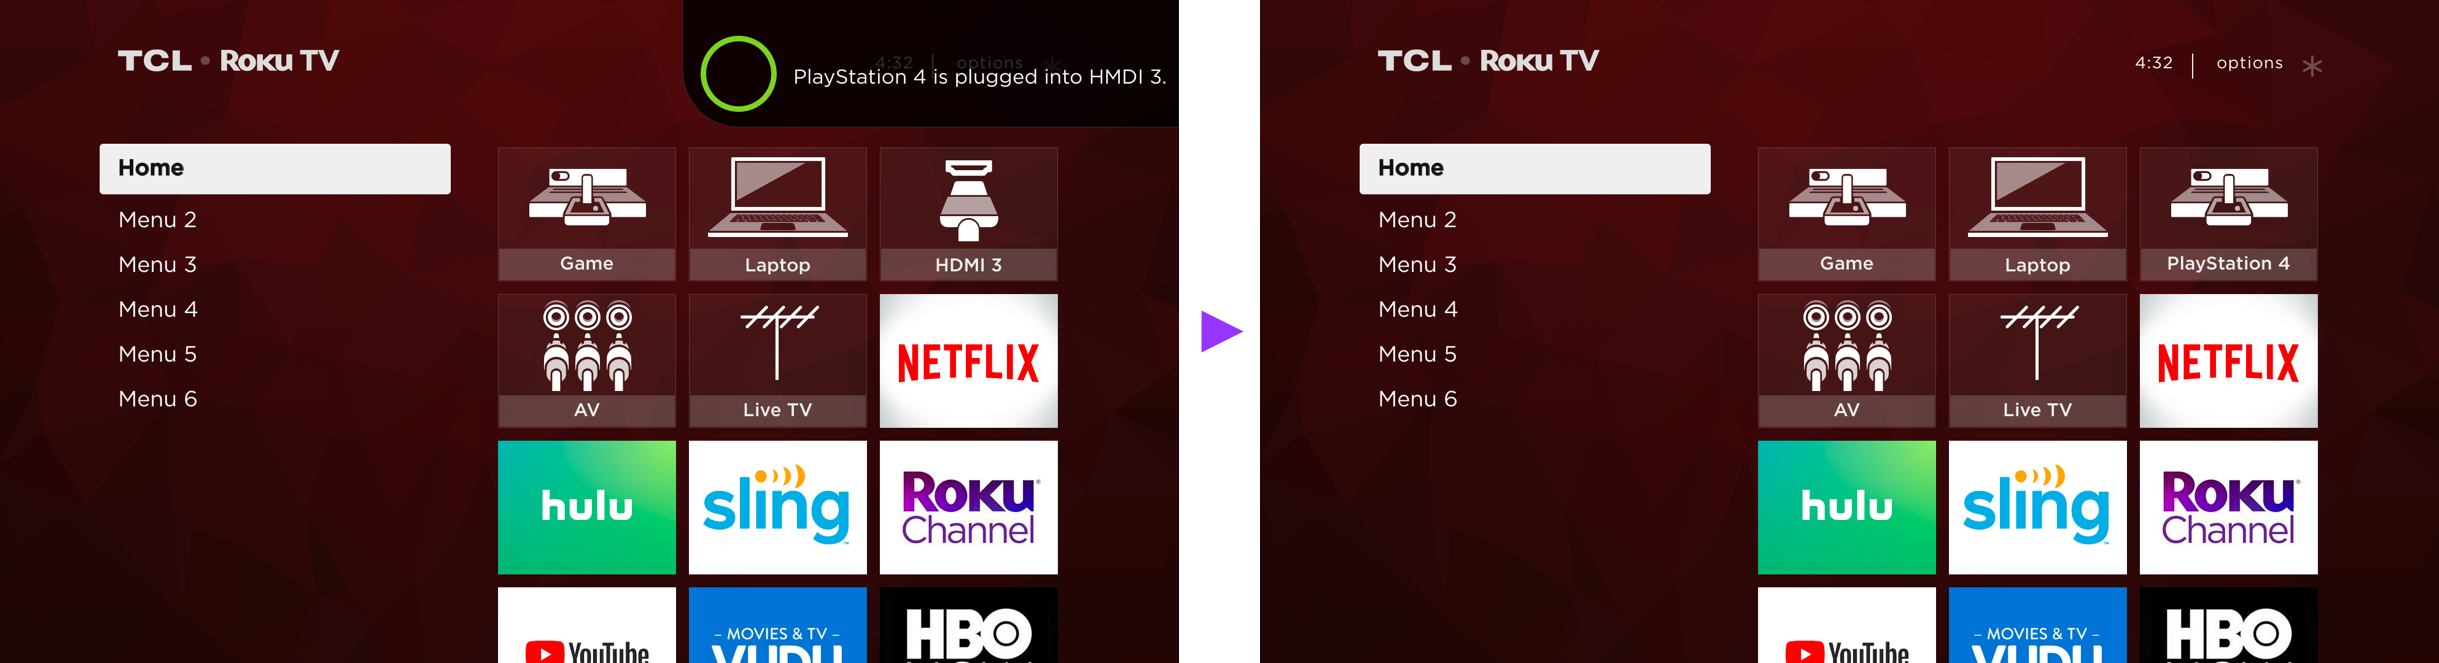 TCL • Roku TV
4:32 | options
PlayStation 4 is plugged into HMDI 3.
Home
Menu 2
Menu 3
Menu 4
Menu 5
Menu 6
Game
Laptop
HDMI 3
AV
Live TV
NETFLIX
hulu
sling
Roku
Channel
YouTube
– MOVIES & TV –
VUDU
HBO
TCL • Roku TV
4:32 | options
Home
Menu 2
Menu 3
Menu 4
Menu 5
Menu 6
Game
Laptop
PlayStation 4
AV
Live TV
NETFLIX
hulu
sling
Roku
Channel
YouTube
– MOVIES & TV –
VUDU
HBO